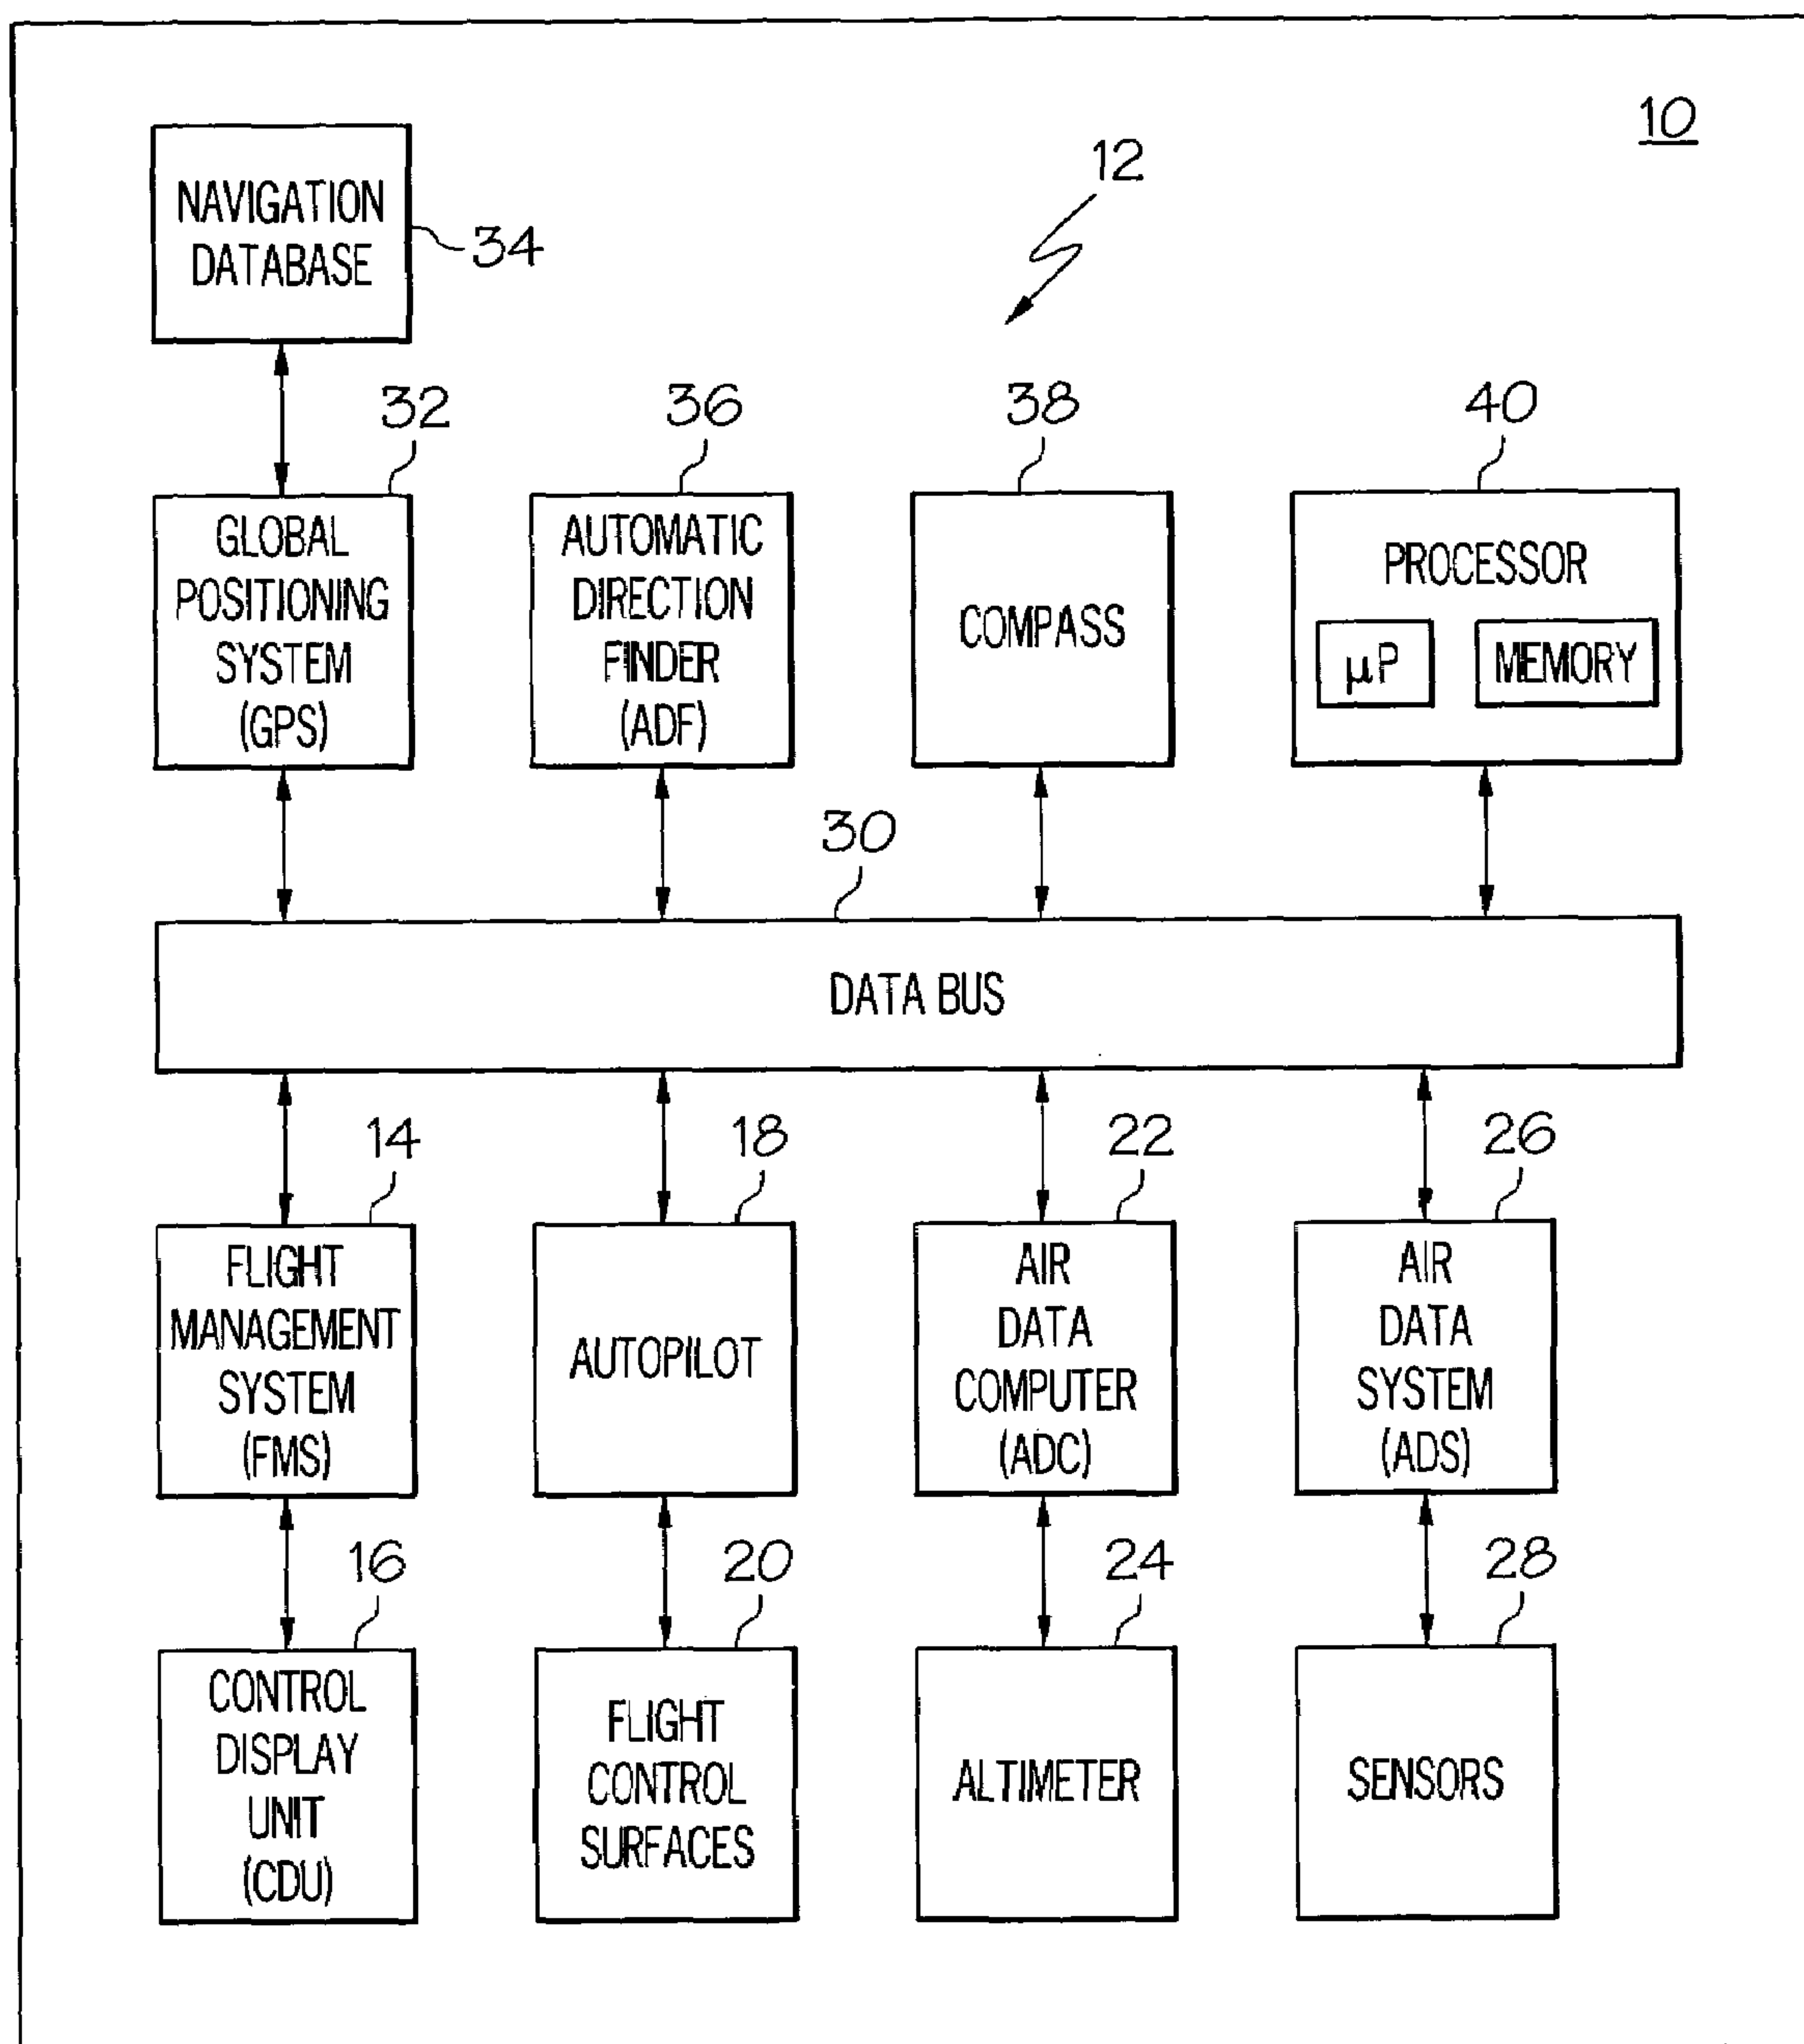 10
12
NAVIGATION
DATABASE
34
32
36
38
40
GLOBAL
POSITIONING
SYSTEM
(GPS)
AUTOMATIC
DIRECTION
FINDER
(ADF)
COMPASS
PROCESSOR
μP
MEMORY
30
DATA BUS
14
18
22
26
FLIGHT
MANAGEMENT
SYSTEM
(FMS)
AUTOPILOT
AIR
DATA
COMPUTER
(ADC)
AIR
DATA
SYSTEM
(ADS)
16
20
24
28
CONTROL
DISPLAY
UNIT
(CDU)
FLIGHT
CONTROL
SURFACES
ALTIMETER
SENSORS